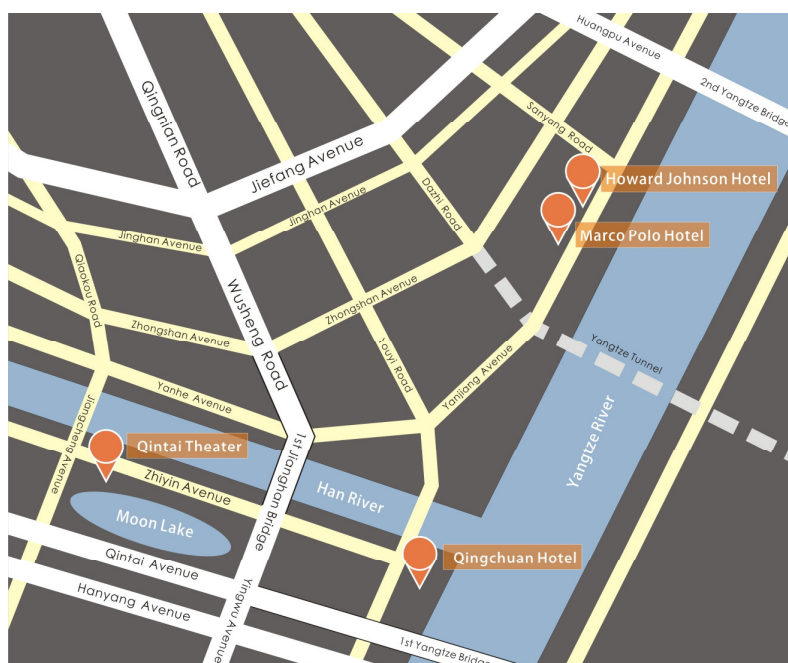 Huangpu Avenue
2nd Yangtze Bridge
Qingnian Road
Sanyang Road
Jiefang Avenue
Howard Johnson Hotel
Dazhi Road
Jinghan Avenue
Marco Polo Hotel
Jinghan Avenue
Qiaokou Road
Wusheng Road
Zhongshan Avenue
Zhongshan Avenue
Youyi Road
Yangtze Tunnel
Yanjiang Avenue
Yanhe Avenue
Jiangcheng Avenue
Yangtze River
Qintai Theater
1st Jianghan Bridge
Zhiyin Avenue
Han River
Moon Lake
Qintai Avenue
Qingchuan Hotel
Hanyang Avenue
Yingwu Avenue
1st Yangtze Bridge